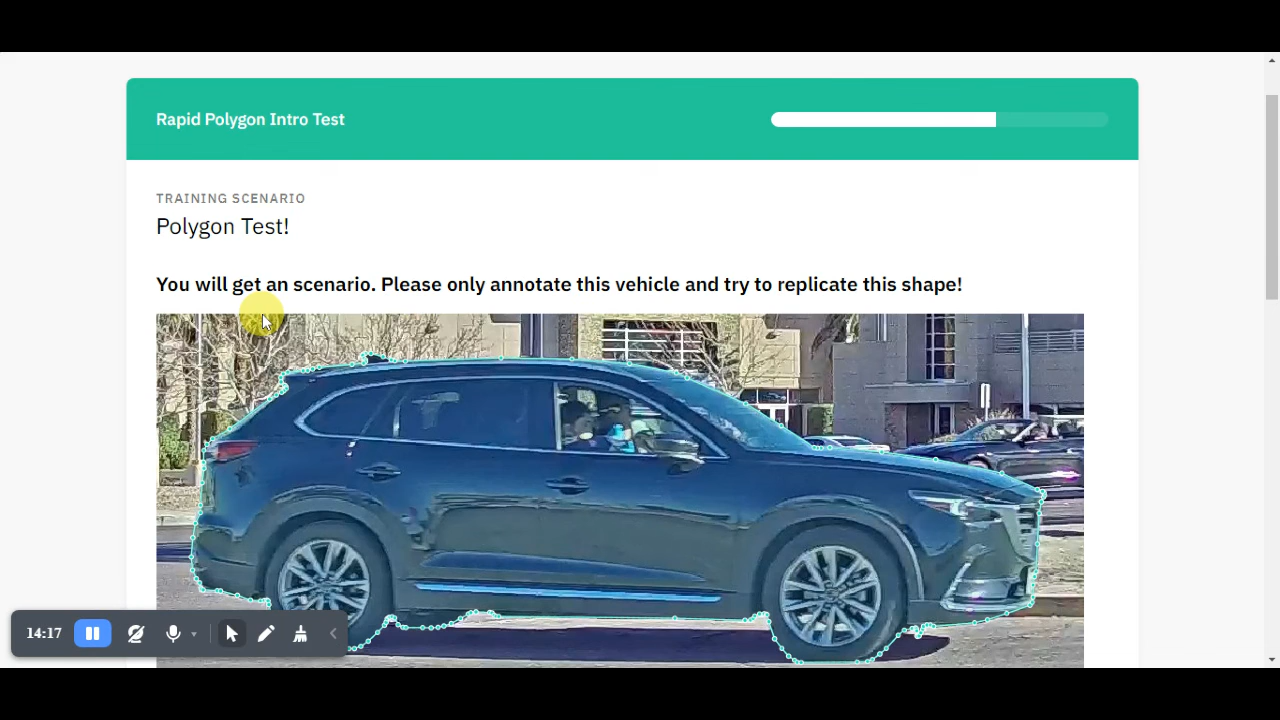 Rapid Polygon Intro Test
TRAINING SCENARIO
Polygon Test!
You will get an scenario. Please only annotate this vehicle and try to replicate this shape!
14:17